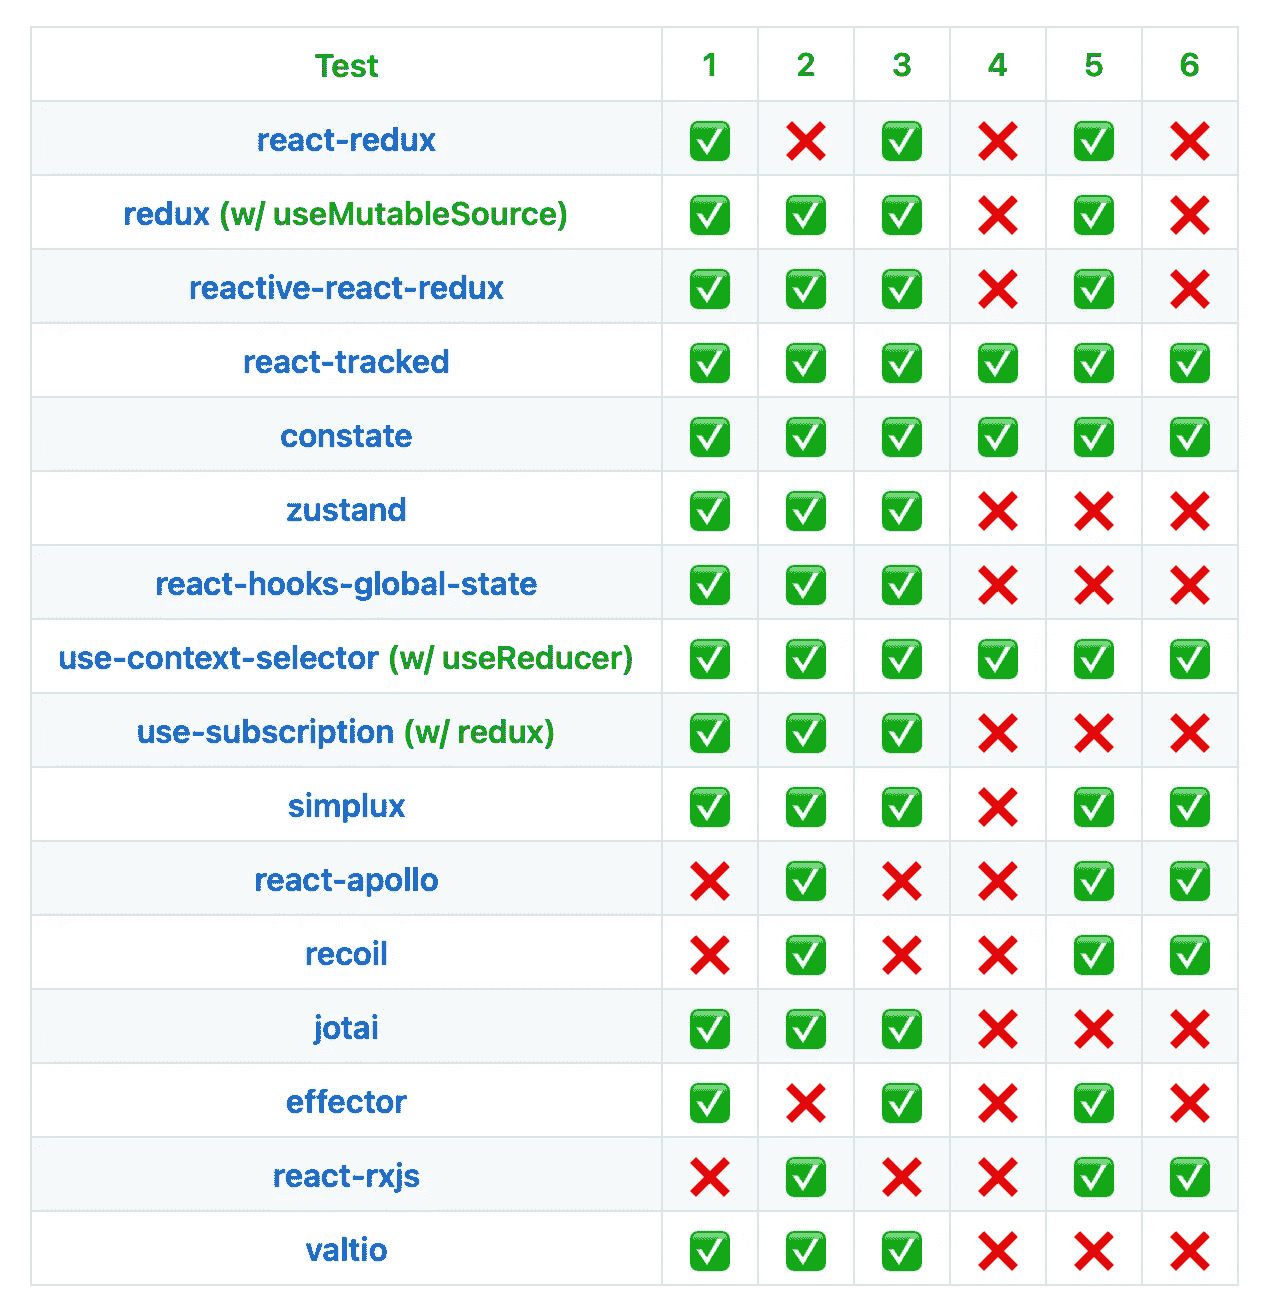 Test 1 2 3 4 5 6
react-redux ✅ ❌ ✅ ❌ ✅ ❌
redux (w/ useMutableSource) ✅ ✅ ✅ ❌ ✅ ❌
reactive-react-redux ✅ ✅ ✅ ❌ ✅ ❌
react-tracked ✅ ✅ ✅ ✅ ✅ ✅
constate ✅ ✅ ✅ ✅ ✅ ✅
zustand ✅ ✅ ✅ ❌ ❌ ❌
react-hooks-global-state ✅ ✅ ✅ ❌ ❌ ❌
use-context-selector (w/ useReducer) ✅ ✅ ✅ ✅ ✅ ✅
use-subscription (w/ redux) ✅ ✅ ✅ ❌ ❌ ❌
simplux ✅ ✅ ✅ ❌ ✅ ✅
react-apollo ❌ ✅ ❌ ❌ ✅ ✅
recoil ❌ ✅ ❌ ❌ ✅ ✅
jotai ✅ ✅ ✅ ❌ ❌ ❌
effector ✅ ❌ ✅ ❌ ✅ ❌
react-rxjs ❌ ✅ ❌ ❌ ✅ ✅
valtio ✅ ✅ ✅ ❌ ❌ ❌